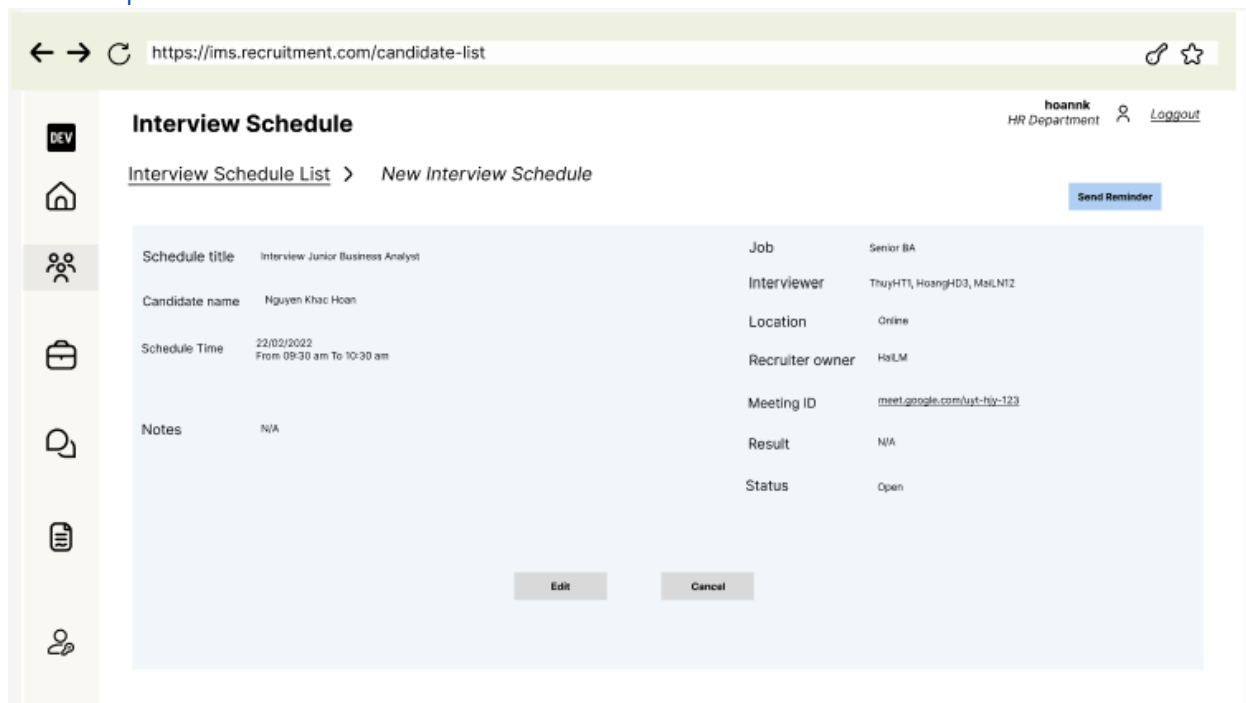 https://ims.recruitment.com/candidate-list
DEV
Interview Schedule
hoannk
HR Department
Loggout
Interview Schedule List > New Interview Schedule
Send Reminder
Schedule title Interview Junior Business Analyst
Candidate name Nguyen Khac Hoan
Schedule Time 22/02/2022
From 09:30 am To 10:30 am
Notes N/A
Job Senior BA
Interviewer ThuyHT1, HoangHD3, MaiLN12
Location Online
Recruiter owner HaiLM
Meeting ID meet.google.com/uyt-hjy-123
Result N/A
Status Open
Edit Cancel